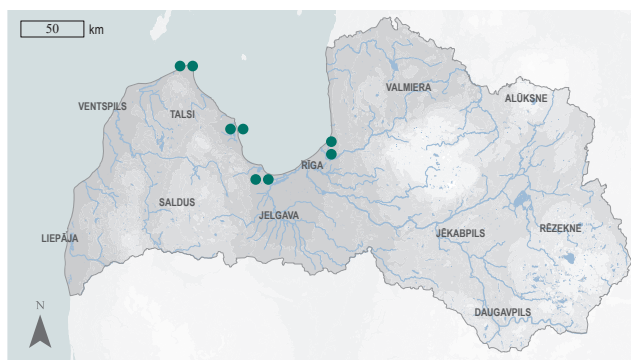 50 km
VALMIERA
ALŪKSNE
VENTSPILS
TALSI
RĪGA
SALDUS
JELGAVA
LIEPĀJA
JĒKABPILS
RĒZEKNE
N
DAUGAVPILS